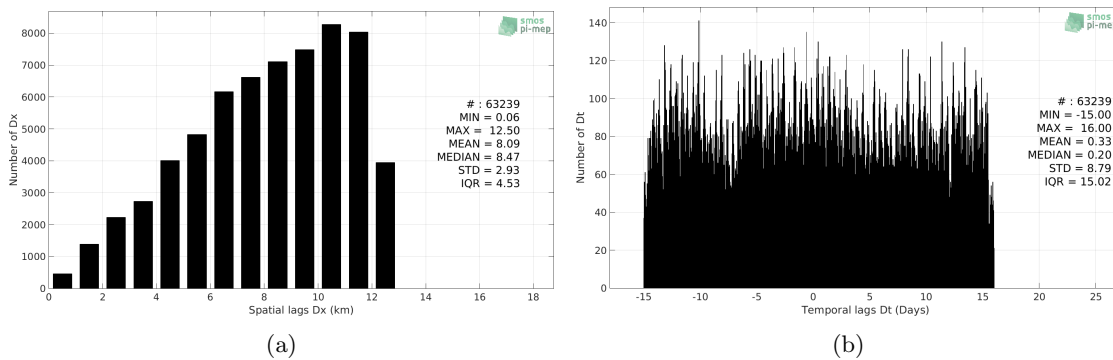 8000
7000
6000
5000
4000
3000
2000
1000
0
Number of Dx
0 2 4 6 8 10 12 14 16 18
Spatial lags Dx (km)
smos
pi-mep
# : 63239
MIN = 0.06
MAX = 12.50
MEAN = 8.09
MEDIAN = 8.47
STD = 2.93
IQR = 4.53
(a)
140
120
100
80
60
40
20
0
Number of Dt
-15 -10 -5 0 5 10 15 20 25
Temporal lags Dt (Days)
smos
pi-mep
# : 63239
MIN = -15.00
MAX = 16.00
MEAN = 0.33
MEDIAN = 0.20
STD = 8.79
IQR = 15.02
(b)